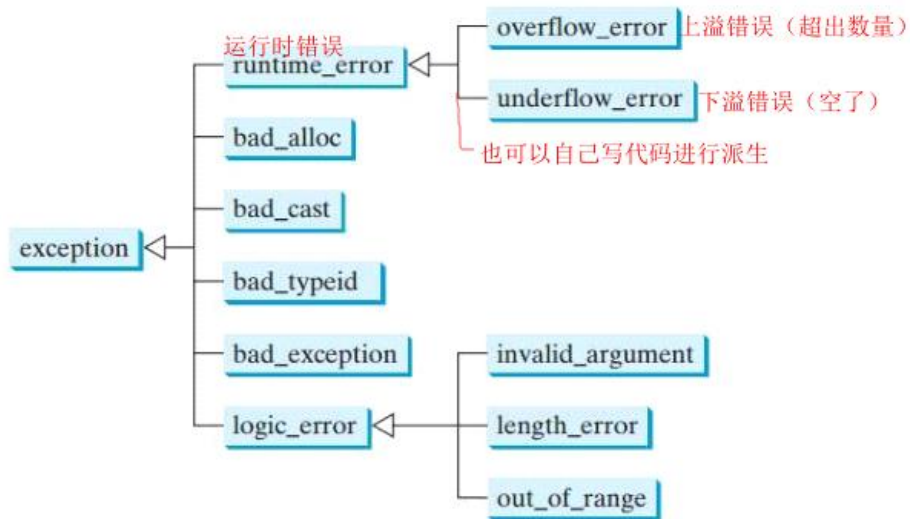 overflow_error 上溢错误（超出数量）
运行时错误
runtime_error
underflow_error 下溢错误（空了）
bad_alloc
也可以自己写代码进行派生
bad_cast
exception
bad_typeid
bad_exception
invalid_argument
logic_error
length_error
out_of_range